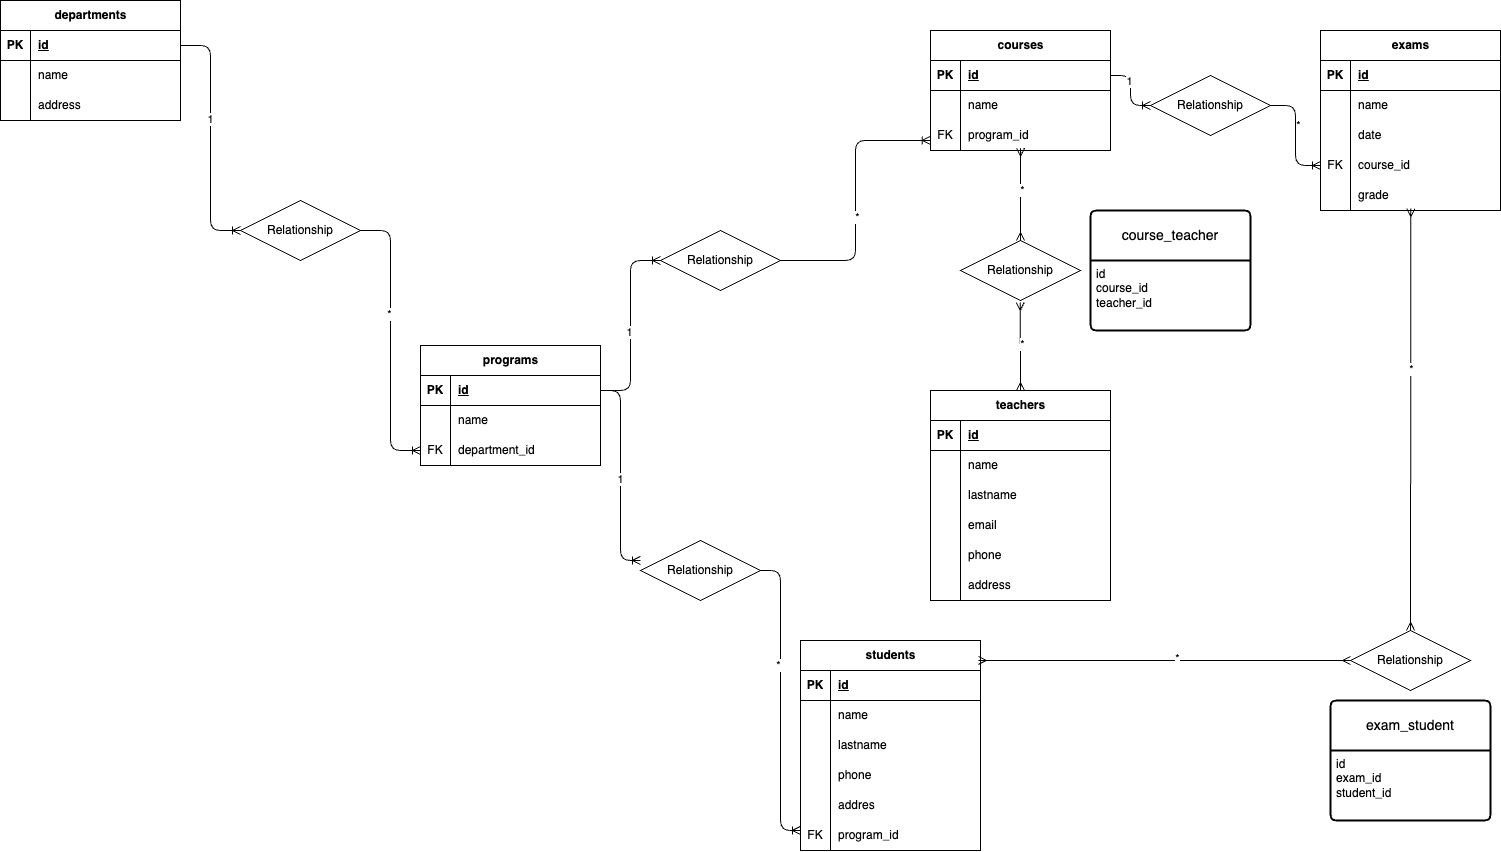 departments
PK id
name
address
1
Relationship
*
programs
PK id
name
FK department_id
1
Relationship
*
1
Relationship
*
courses
PK id
name
FK program_id
1
Relationship
*
exams
PK id
name
date
FK course_id
grade
*
Relationship
*
course_teacher
id
course_id
teacher_id
teachers
PK id
name
lastname
email
phone
address
students
PK id
name
lastname
phone
addres
FK program_id
*
*
Relationship
exam_student
id
exam_id
student_id